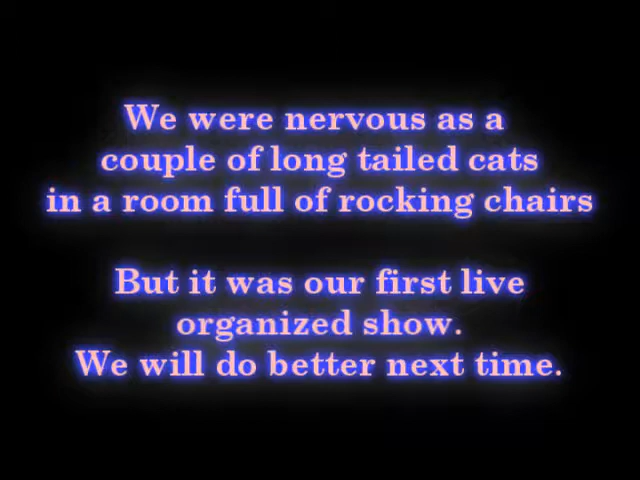 We were nervous as a
couple of long tailed cats
in a room full of rocking chairs
But it was our first live
organized show.
We will do better next time.